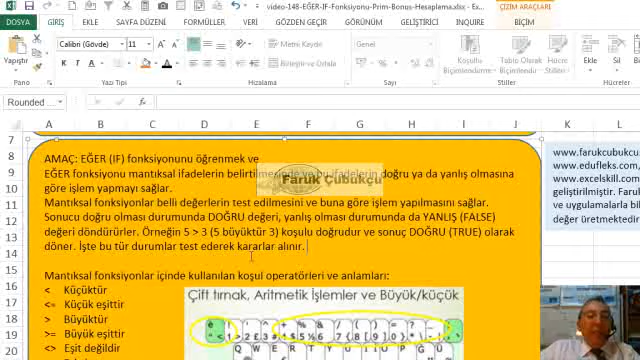 video-148-EĞER-IF-Fonksiyonu-Prim-Bonus-Hesaplama.xlsx - Ex...
ÇİZİM ARAÇLARI
DOSYA GİRİŞ EKLE SAYFA DÜZENİ FORMÜLLER VERİ GÖZDEN GEÇİR GÖRÜNÜM GELİŞTİRİCİ INQUIRE BİÇİM
Calibri (Gövde) 11
Genel
Yapıştır
Koşullu Biçimlendirme
Tablo Olarak Biçimlendir
Hücre Stilleri
Metni Kaydır
Birleştir ve Ortala
Pano Yazı Tipi Hizalama Sayı Stiller
Rounded ...
fx
A B C D E F G H I J K L
7
8
9
10
11
12
13
14
15
16
17
18
19
20
AMAÇ: EĞER (IF) fonksiyonunu öğrenmek ve
EĞER fonksiyonu mantıksal ifadelerin belirtilmesinde ve bu ifadelerin doğru ya da yanlış olmasına
göre işlem yapmayı sağlar.
Mantıksal fonksiyonlar belli değerlerin test edilmesini ve buna göre işlem yapılmasını sağlar.
Sonucu doğru olması durumunda DOĞRU değeri, yanlış olması durumunda da YANLIŞ (FALSE)
değeri döndürürler. Örneğin 5 > 3 (5 büyüktür 3) koşulu doğrudur ve sonuç DOĞRU (TRUE) olarak
döner. İşte bu tür durumlar test ederek kararlar alınır.
Faruk Çubukçu
Mantıksal fonksiyonlar içinde kullanılan koşul operatörleri ve anlamları:
< Küçüktür
<= Küçük eşittir
> Büyüktür
>= Büyük eşittir
<> Eşit değildir
Çift tırnak, Aritmetik İşlemler ve Büyük/küçük
Q W E R T Y U I O P Ğ Ü
www.farukcubukcu
www.edufleks.com,
www.excelskill.com
geliştirilmiştir. Farul
ve uygulamalarla bi
değer üretmektedir